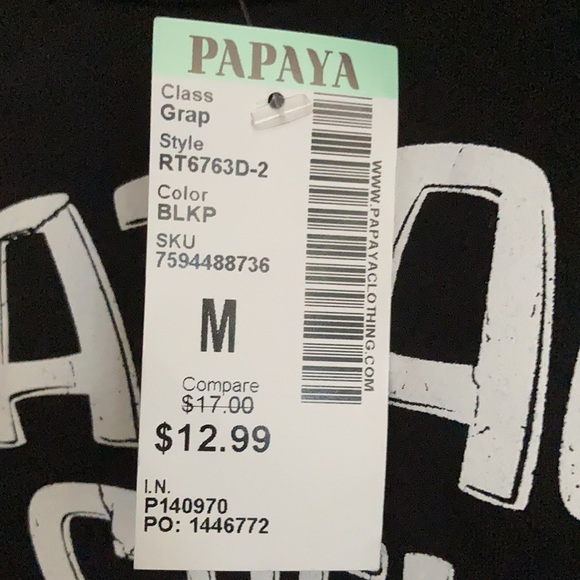 PAPAYA
Class
Grap
Style
RT6763D-2
Color
BLKP
SKU
7594488736
M
Compare
$17.00
$12.99
I.N.
P140970
PO: 1446772
WWW.PAPAYACLOTHING.COM